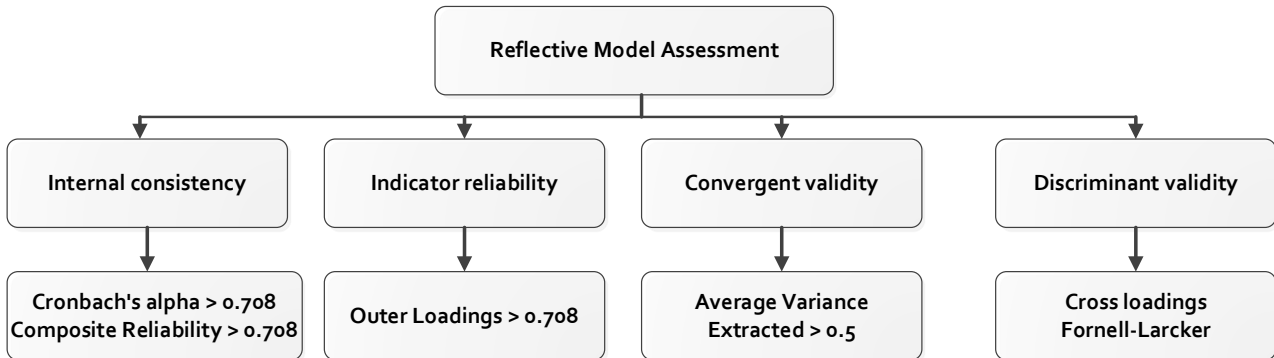 Reflective Model Assessment
Internal consistency
Indicator reliability
Convergent validity
Discriminant validity
Cronbach's alpha > 0.708
Composite Reliability > 0.708
Outer Loadings > 0.708
Average Variance
Extracted > 0.5
Cross loadings
Fornell-Larcker